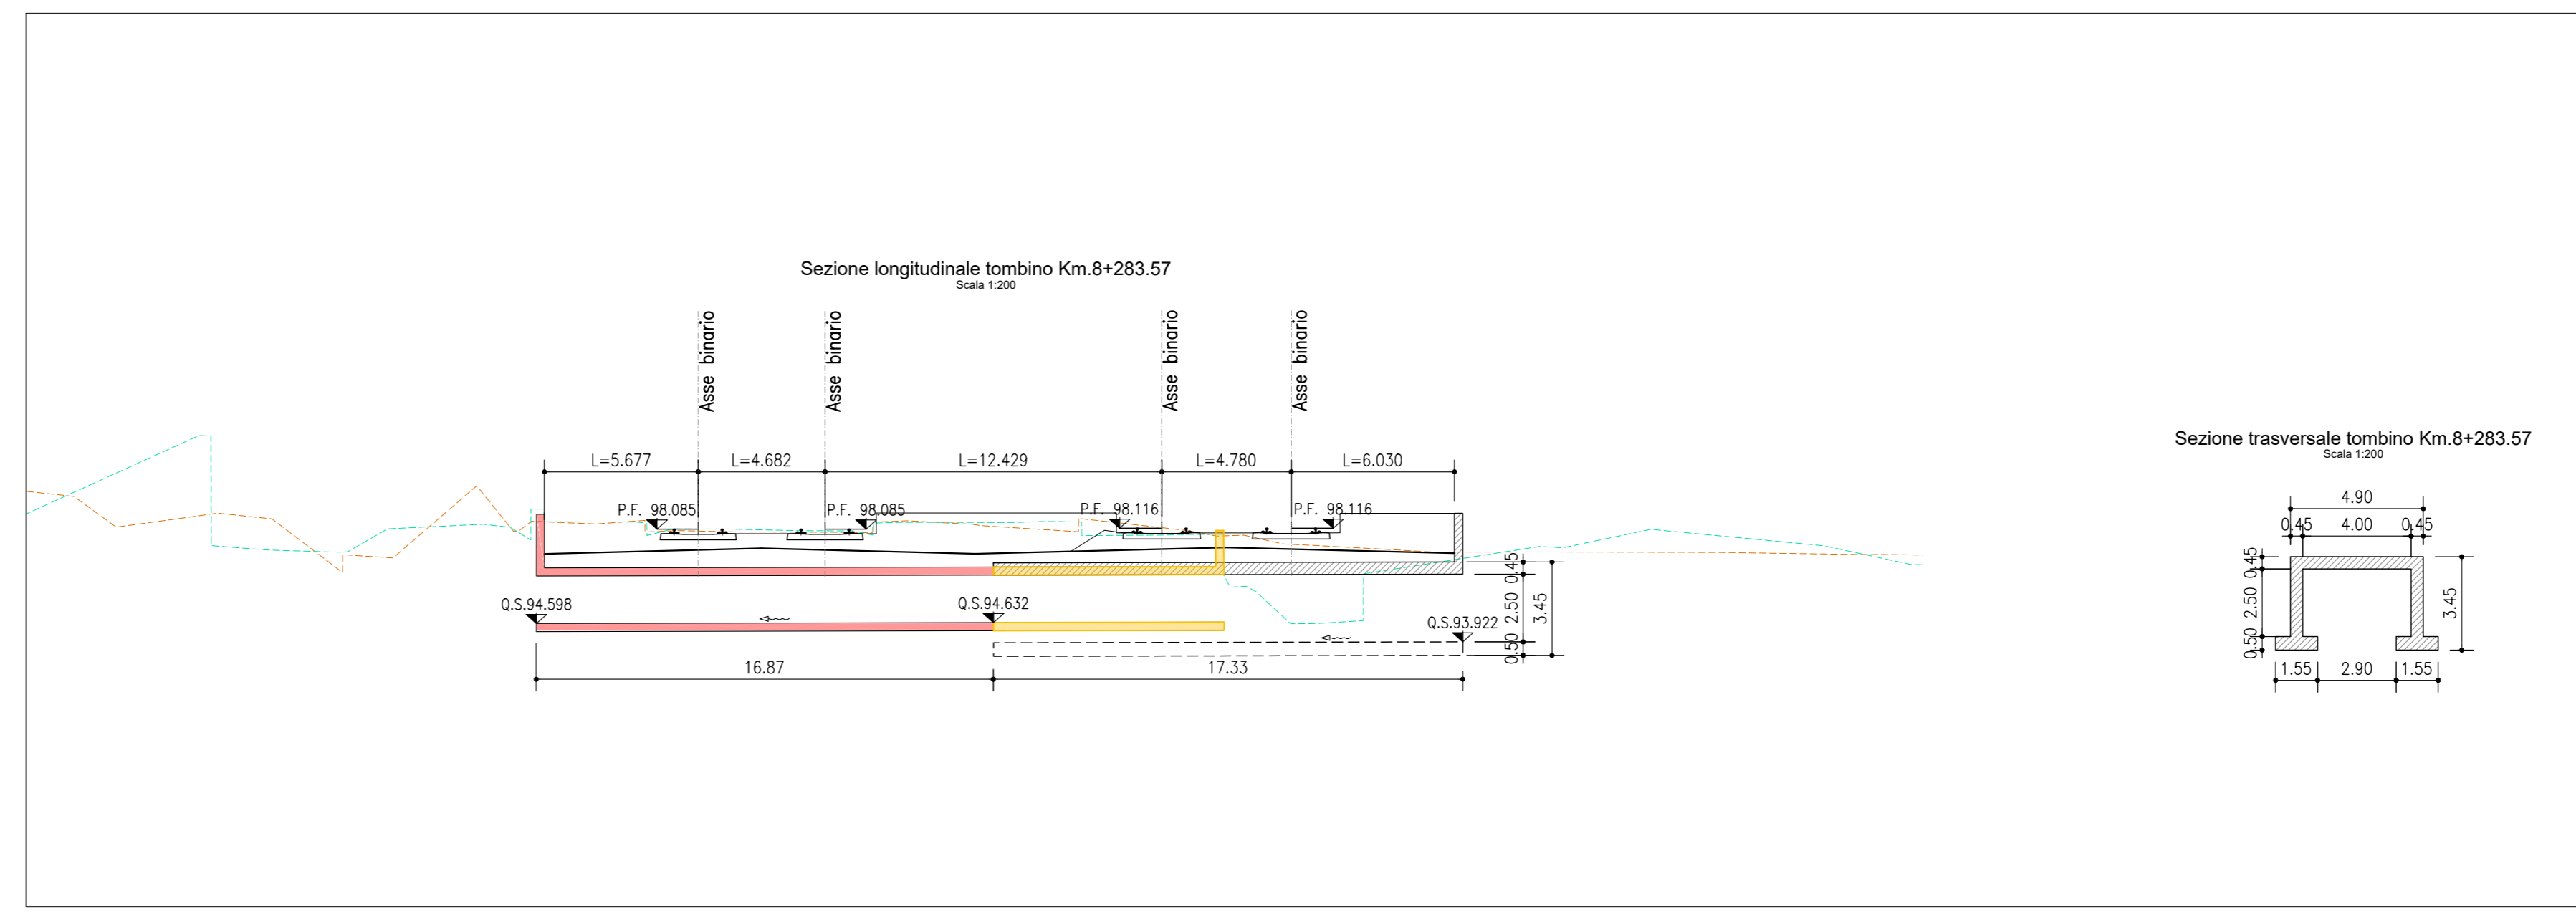 Sezione longitudinale tombino Km.8+283.57
Scala 1:200
Asse binario
Asse binario
Asse binario
Asse binario
L=5.677
L=4.682
L=12.429
L=4.780
L=6.030
P.F. 98.085
P.F. 98.085
P.F. 98.116
P.F. 98.116
Q.S.94.598
Q.S.94.632
Q.S.93.922
0.45
2.50
0.50
3.45
16.87
17.33
Sezione trasversale tombino Km.8+283.57
Scala 1:200
4.90
0.45
4.00
0.45
0.45
2.50
0.50
3.45
1.55
2.90
1.55